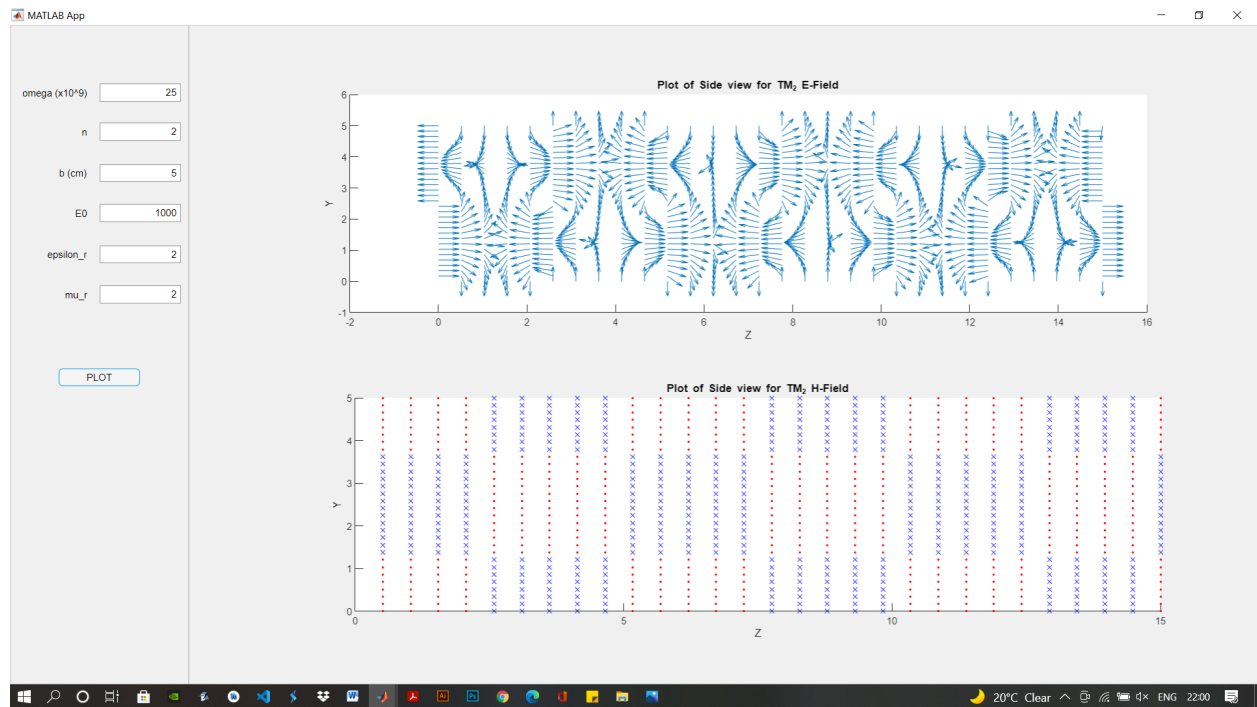 MATLAB App
omega (x10^9) 25
n 2
b (cm) 5
E0 1000
epsilon_r 2
mu_r 2
PLOT
Plot of Side view for TM2 E-Field
6
5
4
3
2
1
0
-1
Y
-2 0 2 4 6 8 10 12 14 16
Z
Plot of Side view for TM2 H-Field
5
4
3
2
1
0
Y
0 5 10 15
Z
20°C Clear ENG 22:00